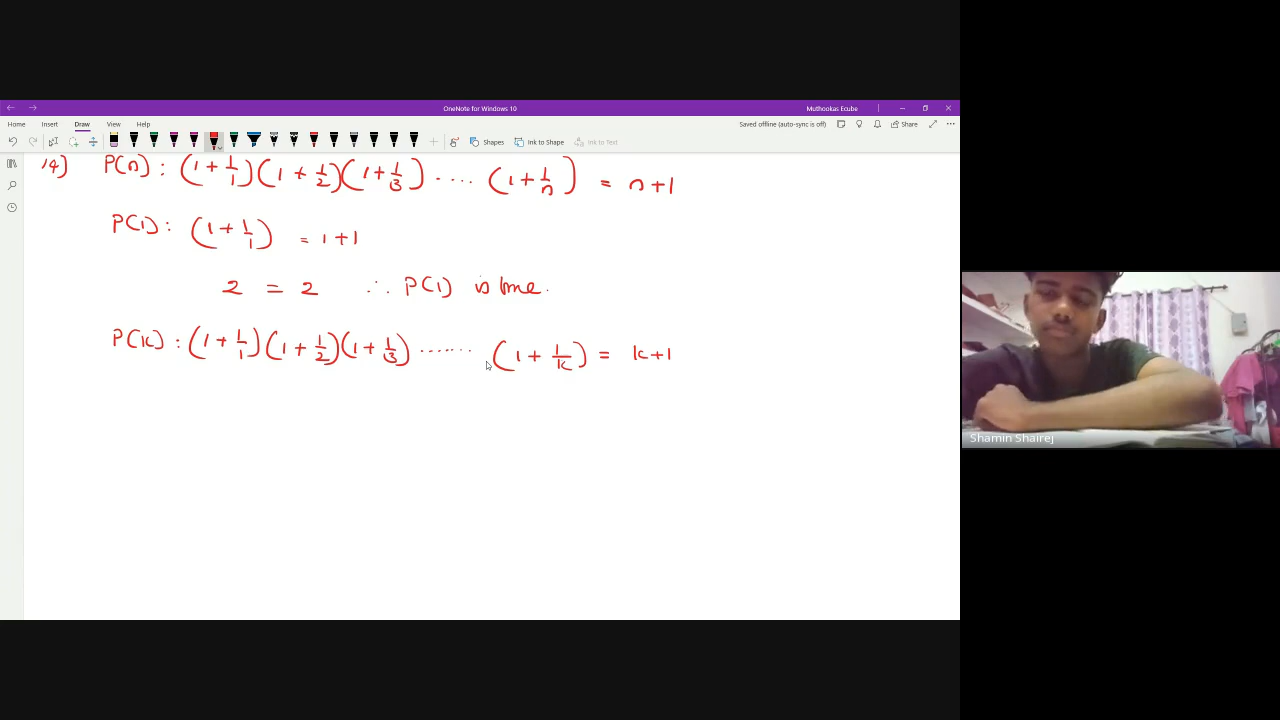 OneNote for Windows 10
Muthookas Ecube
Home Insert Draw View Help
Saved offline (auto-sync is off) Share
Shapes Ink to Shape Ink to Text
14) P(n) : (1 + 1/1)(1 + 1/2)(1 + 1/3) .... (1 + 1/n) = n+1
P(1) : (1 + 1/1) = 1+1
2 = 2 ∴ P(1) is true.
P(k) : (1 + 1/1)(1 + 1/2)(1 + 1/3) ....... (1 + 1/k) = k+1
Shamin Shairej